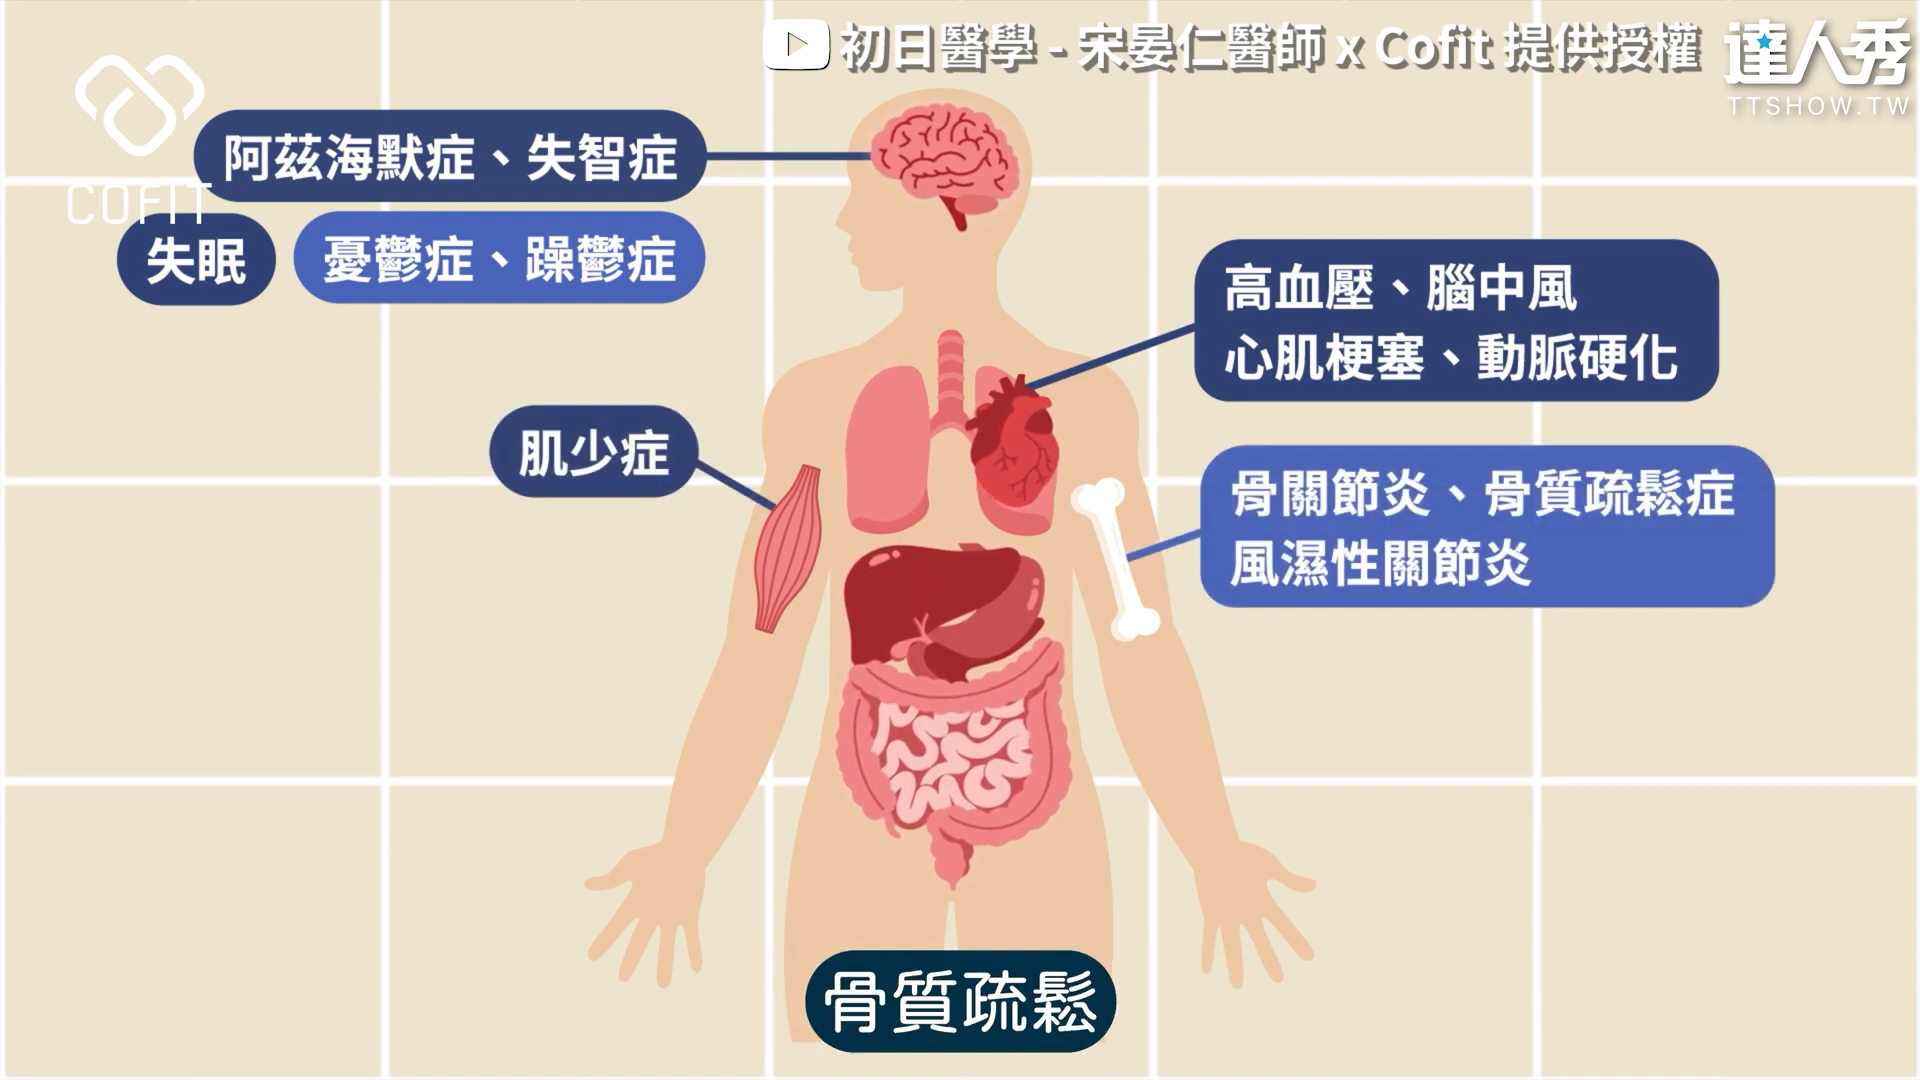 初日醫學 - 宋晏仁醫師 x Cofit 提供授權
達人秀
TTSHOW.TW
COFIT
阿茲海默症、失智症
失眠
憂鬱症、躁鬱症
高血壓、腦中風
心肌梗塞、動脈硬化
肌少症
骨關節炎、骨質疏鬆症
風濕性關節炎
骨質疏鬆